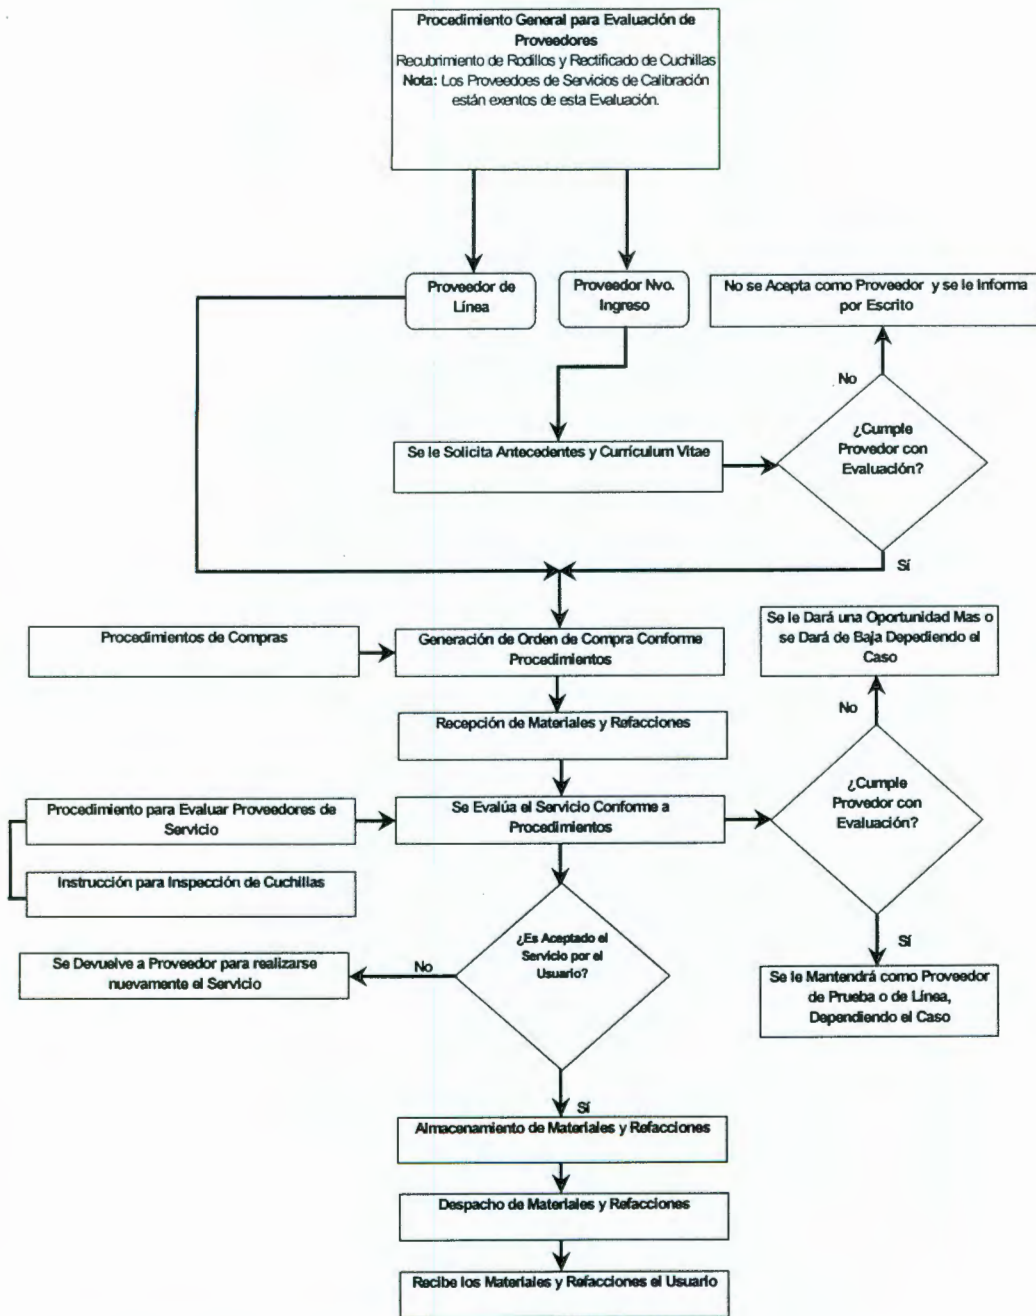 Procedimiento General para Evaluación de
Proveedores
Recubrimiento de Rodillos y Rectificado de Cuchillas
Nota: Los Proveedoes de Servicios de Calibración
están exentos de esta Evaluación.
Proveedor de
Línea
Proveedor Nvo.
Ingreso
No se Acepta como Proveedor y se le Informa
por Escrito
No
¿Cumple
Provedor con
Evaluación?
Se le Solicita Antecedentes y Currículum Vitae
Sí
Procedimientos de Compras
Generación de Orden de Compra Conforme
Procedimientos
Se le Dará una Oportunidad Mas o
se Dará de Baja Depediendo el
Caso
Recepción de Materiales y Refacciones
No
¿Cumple
Provedor con
Evaluación?
Procedimiento para Evaluar Proveedores de
Servicio
Se Evalúa el Servicio Conforme a
Procedimientos
Instrucción para Inspección de Cuchillas
¿Es Aceptado el
Servicio por el
Usuario?
Sí
Se Devuelve a Proveedor para realizarse
nuevamente el Servicio
No
Se le Mantendrá como Proveedor
de Prueba o de Línea,
Dependiendo el Caso
Sí
Almacenamiento de Materiales y Refacciones
Despacho de Materiales y Refacciones
Recibe los Materiales y Refacciones el Usuario